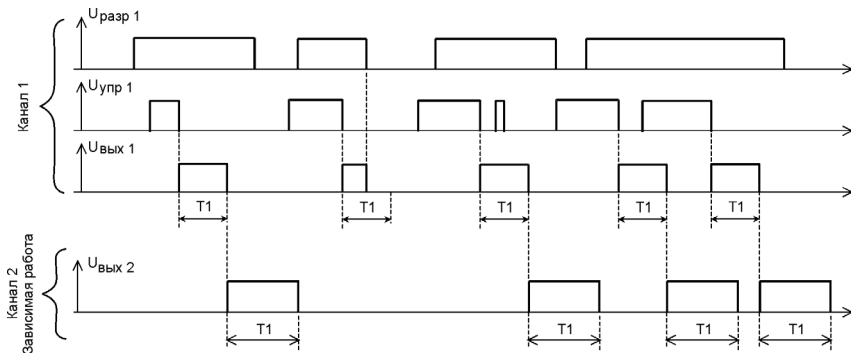 Uразр 1
Канал 1
Uупр 1
Uвых 1
T1 T1 T1 T1 T1
Канал 2
Зависимая работа
Uвых 2
T1 T1 T1 T1